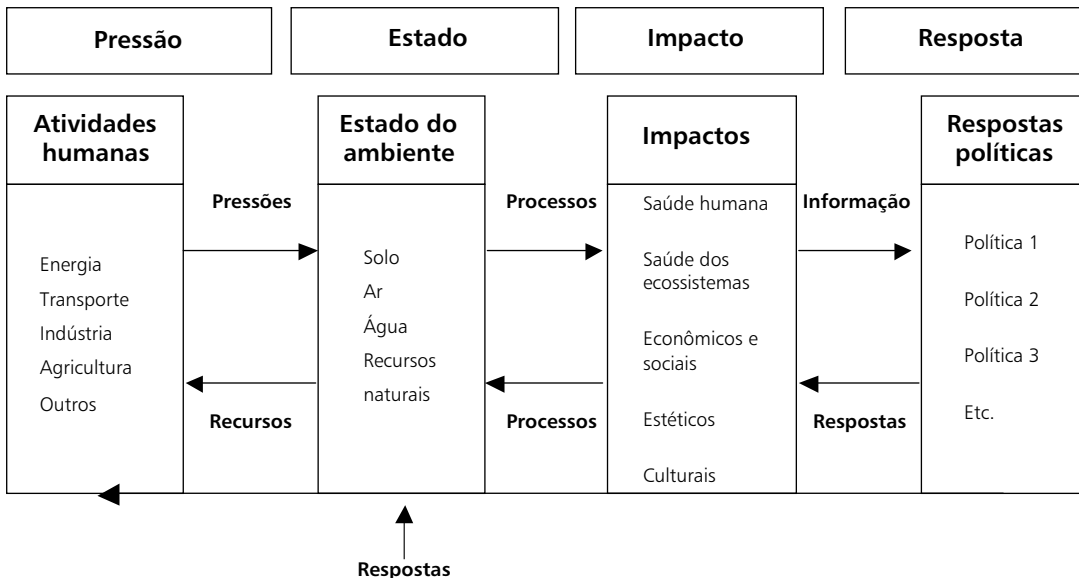 Pressão
Estado
Impacto
Resposta
Atividades
humanas
Estado do
ambiente
Impactos
Respostas
políticas
Pressões
Processos
Informação
Energia
Transporte
Indústria
Agricultura
Outros
Solo
Ar
Água
Recursos
naturais
Saúde humana
Saúde dos
ecossistemas
Econômicos e
sociais
Estéticos
Culturais
Política 1
Política 2
Política 3
Etc.
Recursos
Processos
Respostas
Respostas